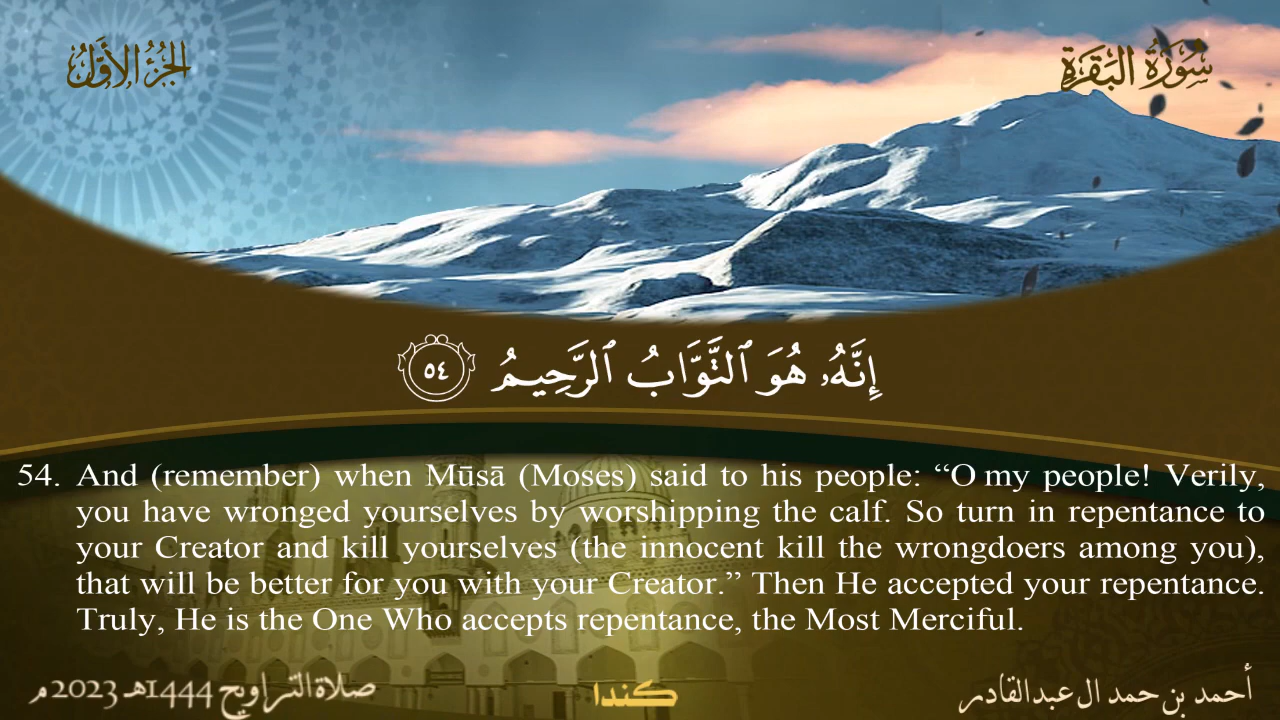 الجُزْءُ الأَوَّلُ
سُورَةُ البَقَرَةِ
إِنَّهُۥ هُوَ ٱلتَّوَّابُ ٱلرَّحِيمُ ٥٤
54. And (remember) when Mūsā (Moses) said to his people: “O my people! Verily,
you have wronged yourselves by worshipping the calf. So turn in repentance to
your Creator and kill yourselves (the innocent kill the wrongdoers among you),
that will be better for you with your Creator.” Then He accepted your repentance.
Truly, He is the One Who accepts repentance, the Most Merciful.
صلاة التراويح 1444هـ 2023م
كندا
أحمد بن حمد ال عبدالقادر